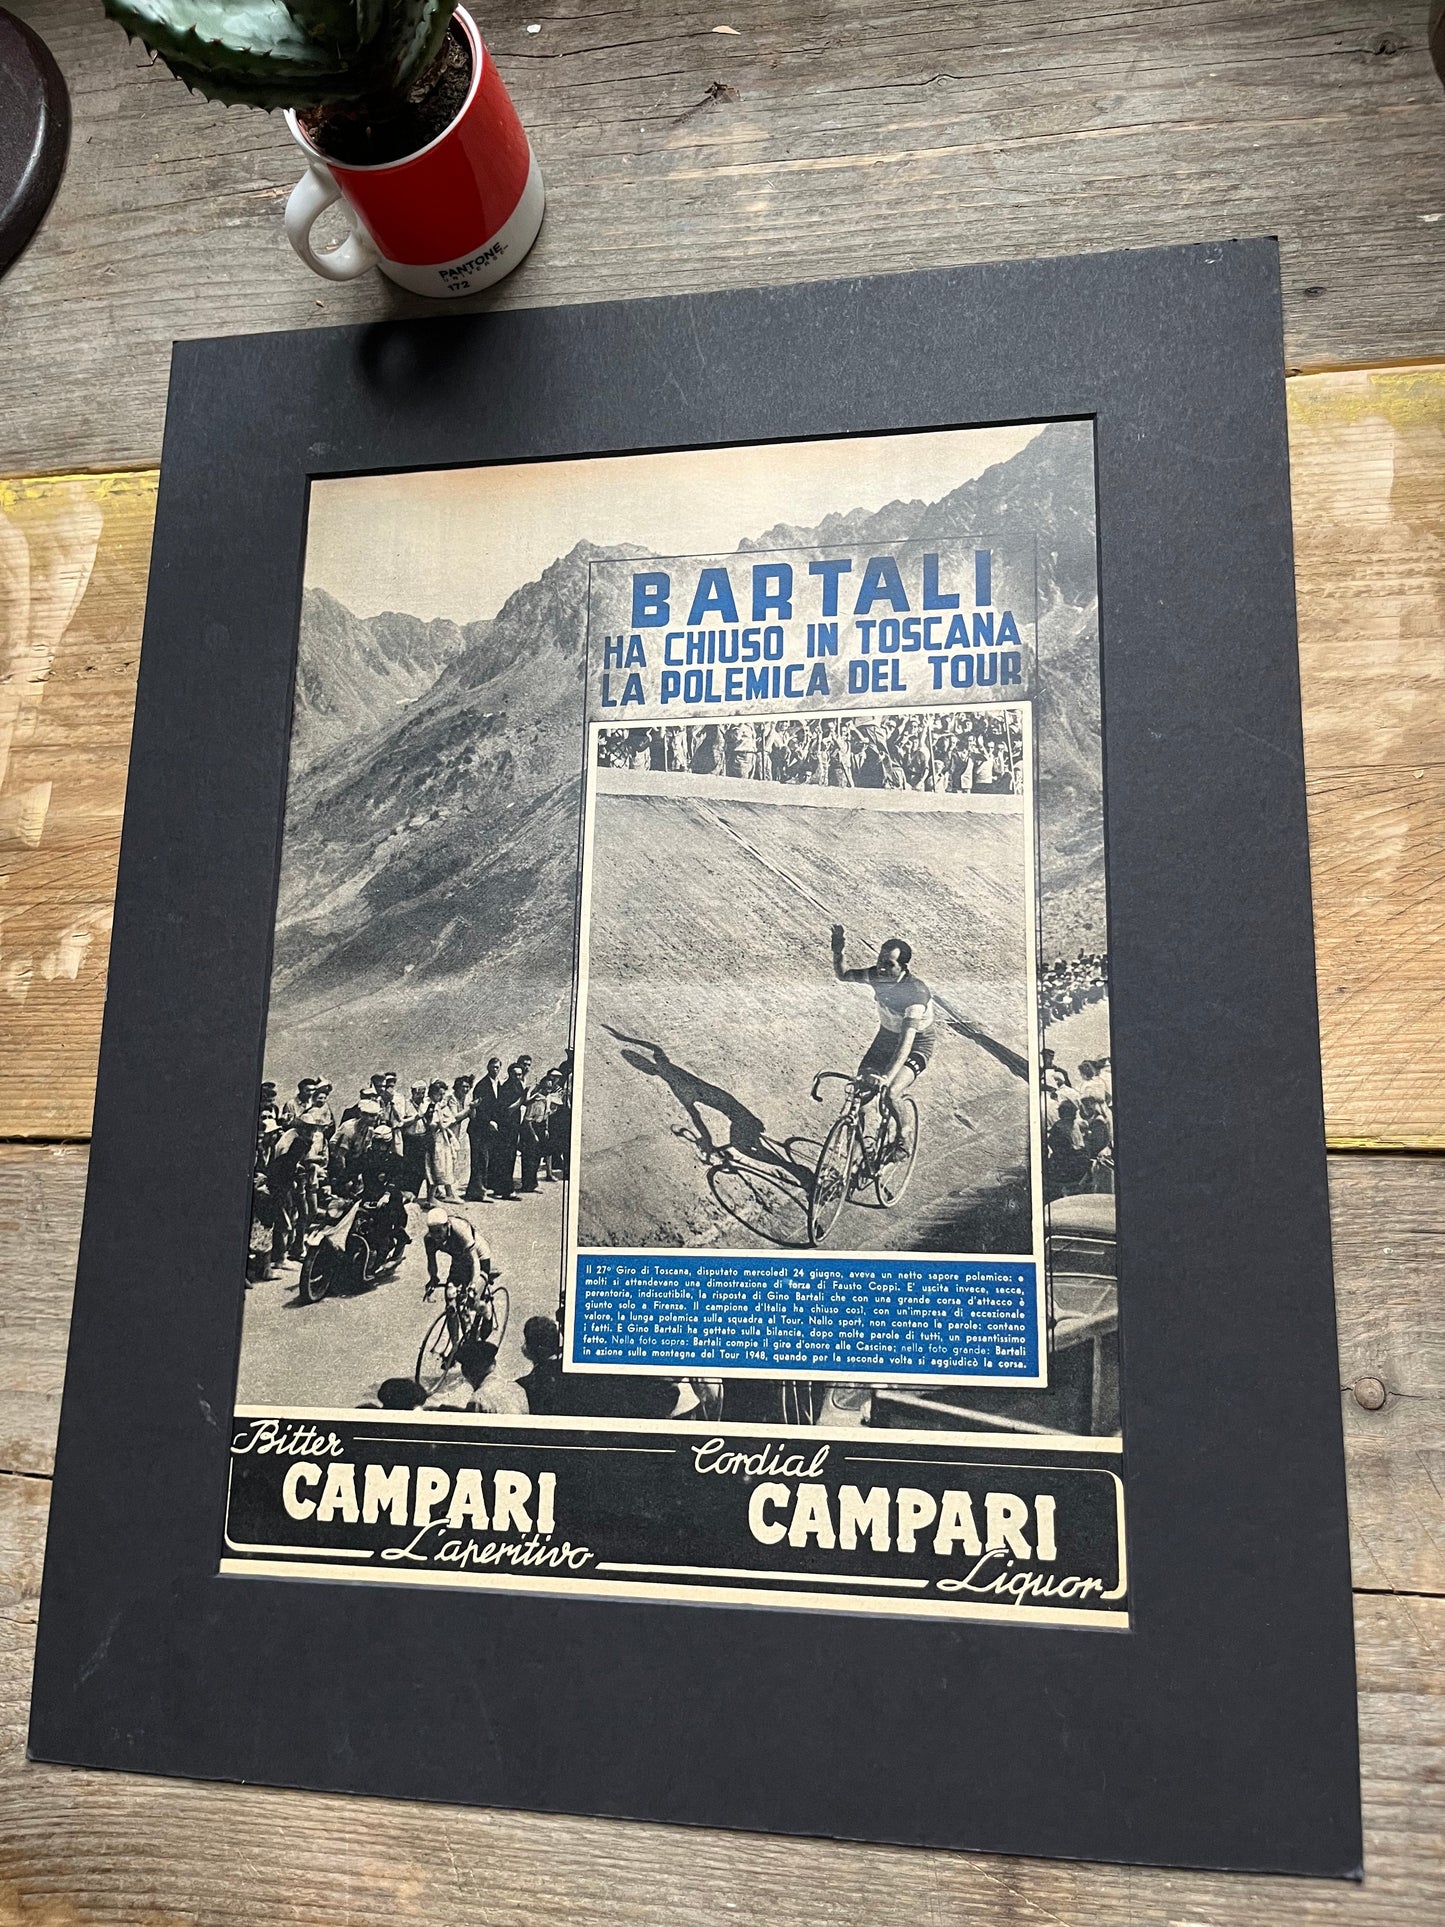 PANTONE
UNIVERSE
172
BARTALI
HA CHIUSO IN TOSCANA
LA POLEMICA DEL TOUR
Il 27° Giro di Toscana, disputato mercoledì 24 giugno, aveva un netto sapore polemico: e
molti si attendevano una dimostrazione di forza di Fausto Coppi. E' uscita invece, secca,
perentoria, indiscutibile, la risposta di Gino Bartali che con una grande corsa d'attacco è
giunto solo a Firenze. Il campione d'Italia ha chiuso così, con un'impresa di eccezionale
valore, la lunga polemica sulla squadra al Tour. Nello sport, non contano le parole: contano
i fatti. E Gino Bartali ha gettato sulla bilancia, dopo molte parole di tutti, un pesantissimo
fatto. Nella foto sopra: Bartali compie il giro d'onore alle Cascine; nella foto grande: Bartali
in azione sulle montagne del Tour 1948, quando per la seconda volta si aggiudicò la corsa.
Bitter
CAMPARI
L'aperitivo
Cordial
CAMPARI
Liquor